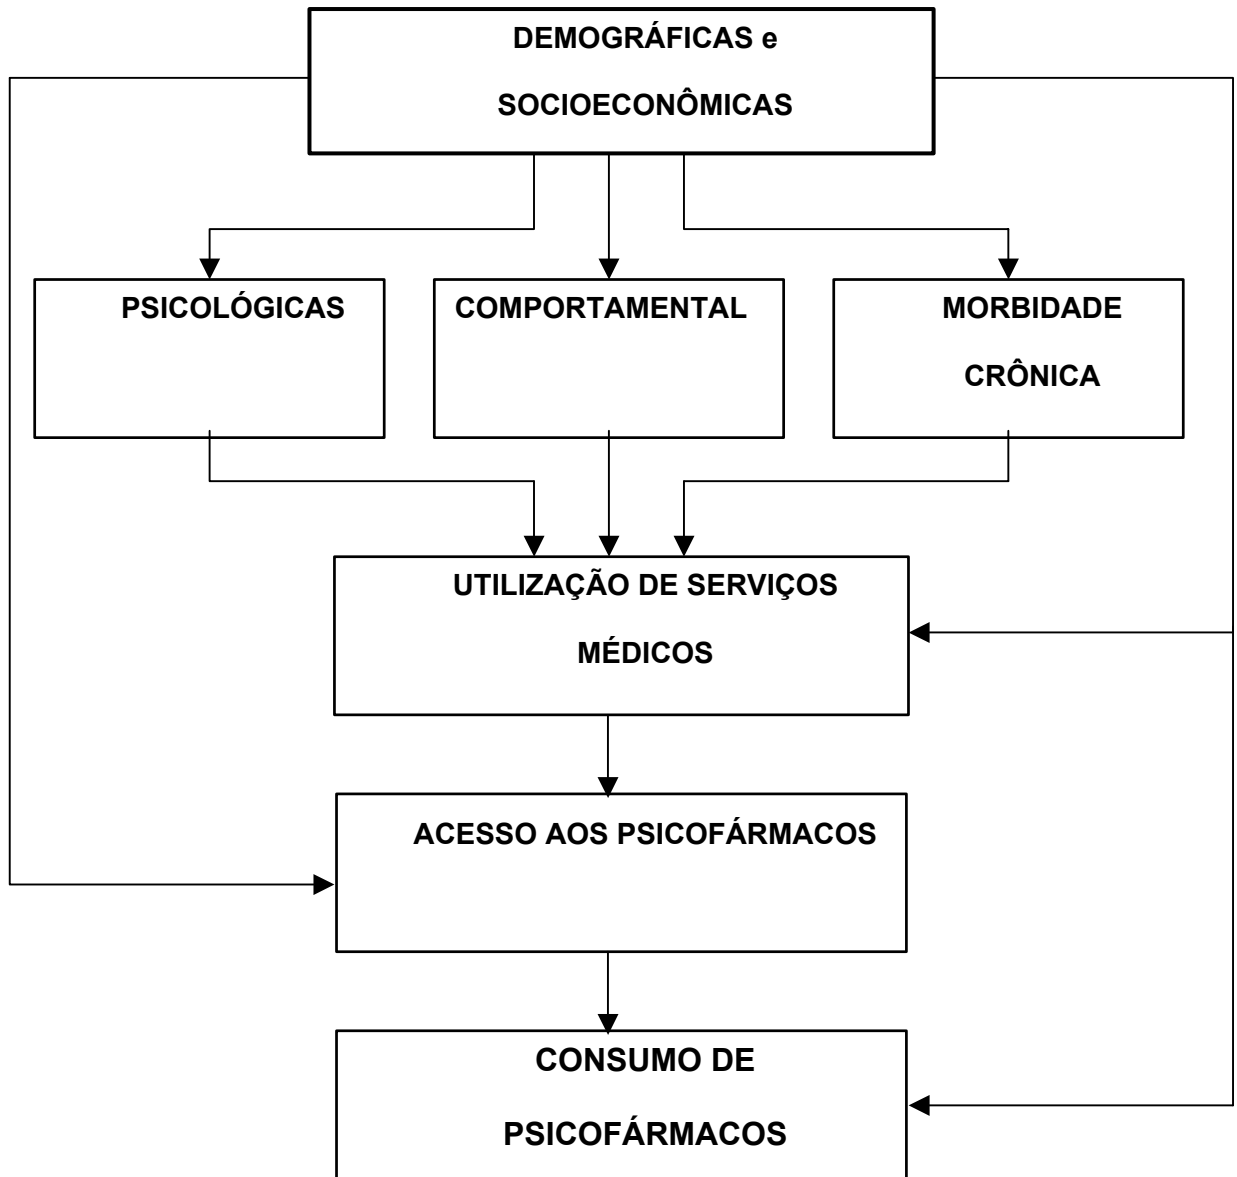 DEMOGRÁFICAS e
SOCIOECONÔMICAS
PSICOLÓGICAS
COMPORTAMENTAL
MORBIDADE
CRÔNICA
UTILIZAÇÃO DE SERVIÇOS
MÉDICOS
ACESSO AOS PSICOFÁRMACOS
CONSUMO DE
PSICOFÁRMACOS